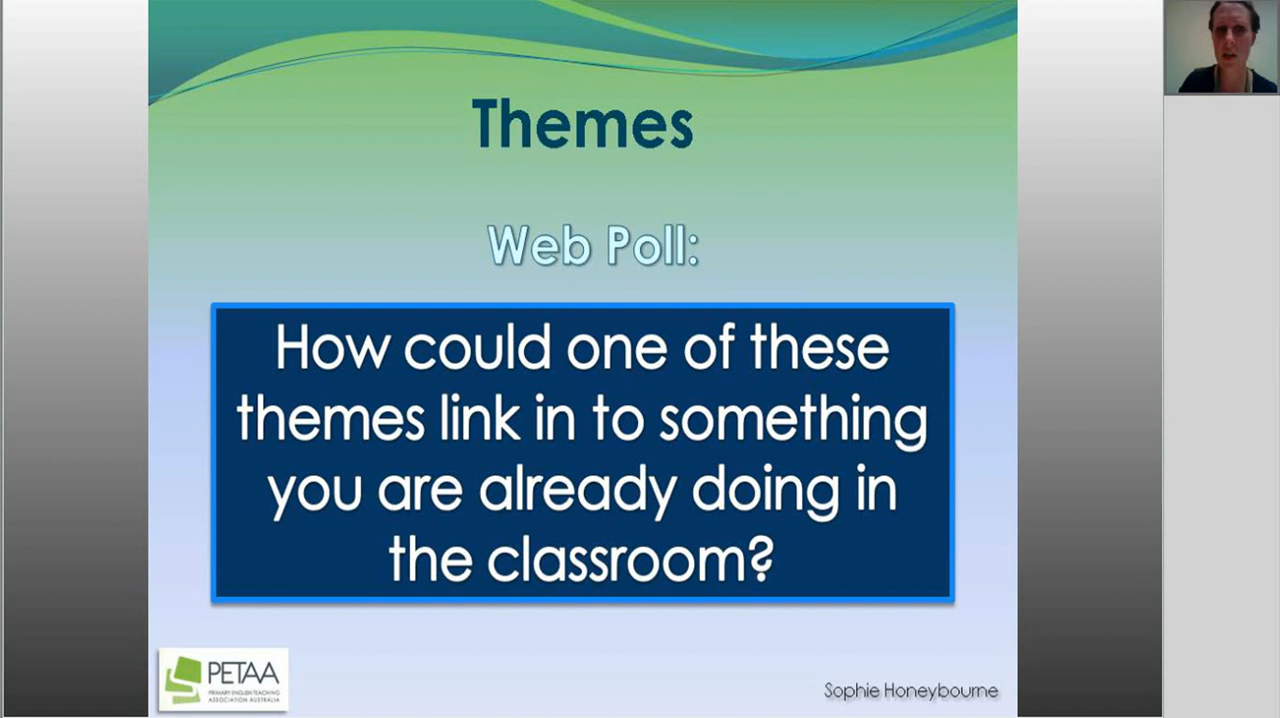 Themes
Web Poll:
How could one of these
themes link in to something
you are already doing in
the classroom?
PETAA
PRIMARY ENGLISH TEACHING
ASSOCIATION AUSTRALIA
Sophie Honeybourne